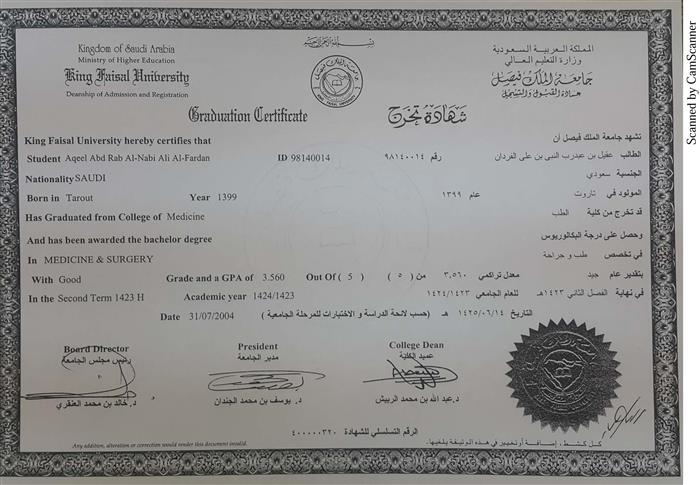 Kingdom of Saudi Arabia
Ministry of Higher Education
King Faisal University
Deanship of Admission and Registration
المملكة العربية السعودية
وزارة التعليم العالي
جامعة الملك فيصل
عمادة القبول والتسجيل
Graduation Certificate
شهادة تخرج
King Faisal University hereby certifies that
تشهد جامعة الملك فيصل أن
Student Aqeel Abd Rab Al-Nabi Ali Al-Fardan ID 98140014
الطالب عقيل بن عبدرب النبى بن على الفردان رقم ٩٨١٤٠٠١٤
Nationality SAUDI
الجنسية سعودي
Born in Tarout Year 1399
المولود في تاروت عام ١٣٩٩
Has Graduated from College of Medicine
قد تخرج من كلية الطب
And has been awarded the bachelor degree
وحصل على درجة البكالوريوس
In MEDICINE & SURGERY
في تخصص طب و جراحة
With Good Grade and a GPA of 3.560 Out Of ( 5 )
بتقدير عام جيد معدل تراكمي ٣,٥٦٠ من ( ٥ )
In the Second Term 1423 H Academic year 1424/1423
في نهاية الفصل الثاني ١٤٢٣هـ للعام الجامعي ١٤٢٤/١٤٢٣
Date 31/07/2004
التاريخ ١٤٢٥/٠٦/١٤ هـ (حسب لائحة الدراسة و الاختبارات للمرحلة الجامعية )
Board Director President College Dean
رئيس مجلس الجامعة مدير الجامعة عميد الكلية
د. خالد بن محمد العنقري د. يوسف بن محمد الجندان د.عبد الله بن محمد الربيش
الرقم التسلسلي للشهادة ٤٠٠٠٠٠٣٢٠
Any addition, alteration or correction would render this document invalid.
كل كشط , إضافة أو تغيير في هذه الوثيقة يلغيها.
Scanned by CamScanner